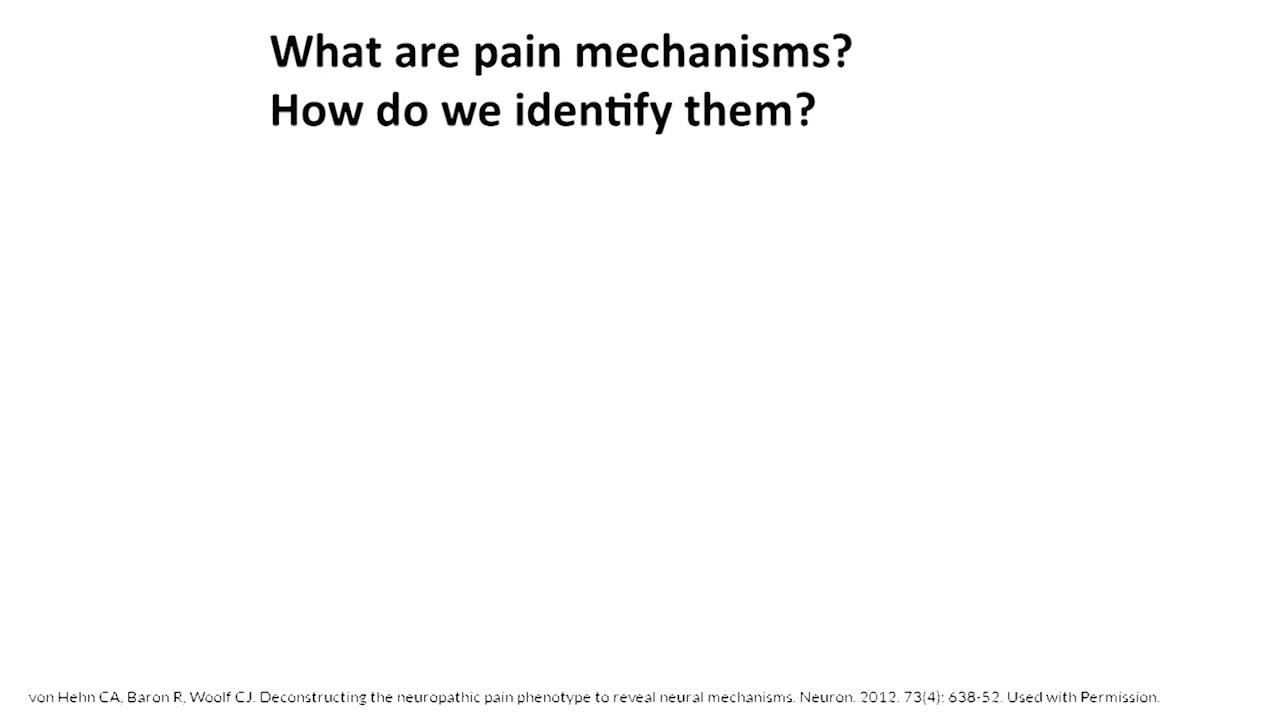 What are pain mechanisms?
How do we identify them?
von Hehn CA, Baron R, Woolf CJ. Deconstructing the neuropathic pain phenotype to reveal neural mechanisms. Neuron. 2012. 73(4): 638-52. Used with Permission.